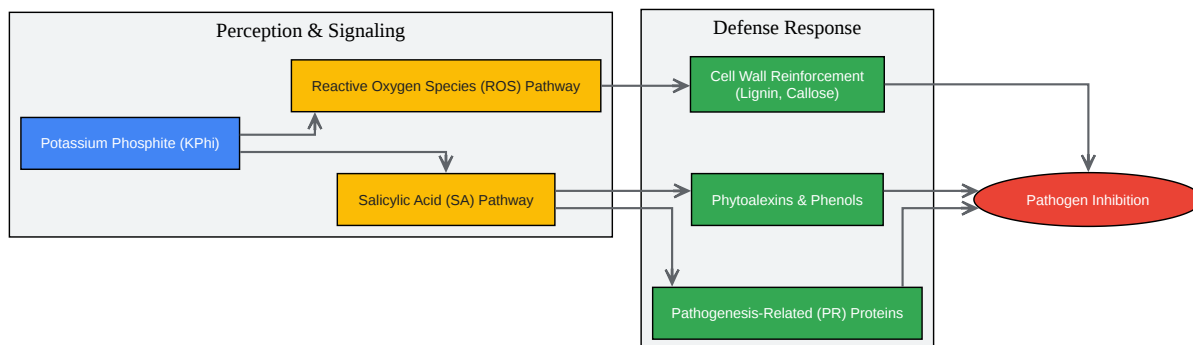 Perception & Signaling
Defense Response
Reactive Oxygen Species (ROS) Pathway
Cell Wall Reinforcement
(Lignin, Callose)
Potassium Phosphite (KPhi)
Salicylic Acid (SA) Pathway
Phytoalexins & Phenols
Pathogen Inhibition
Pathogenesis-Related (PR) Proteins